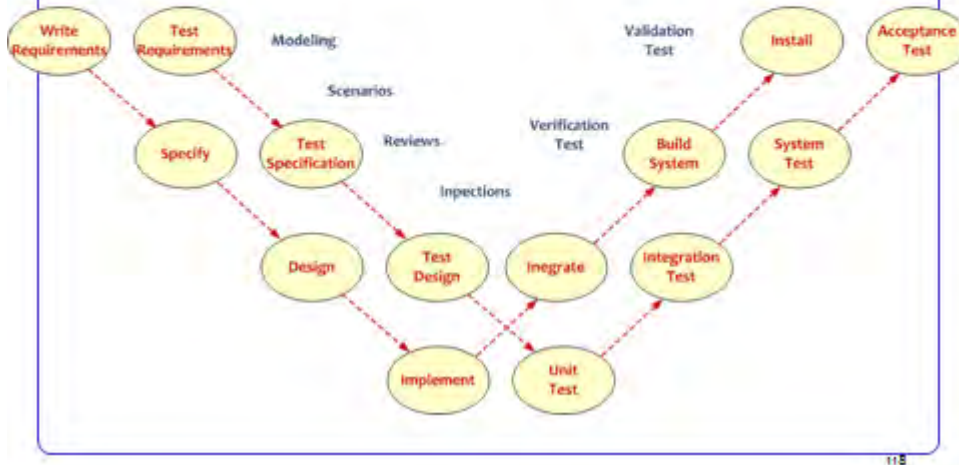 Write
Requirements
Test
Requirements
Modeling
Validation
Test
Install
Acceptance
Test
Scenarios
Specify
Test
Specification
Reviews
Verification
Test
Build
System
System
Test
Inpections
Design
Test
Design
Inegrate
Integration
Test
Implement
Unit
Test
118